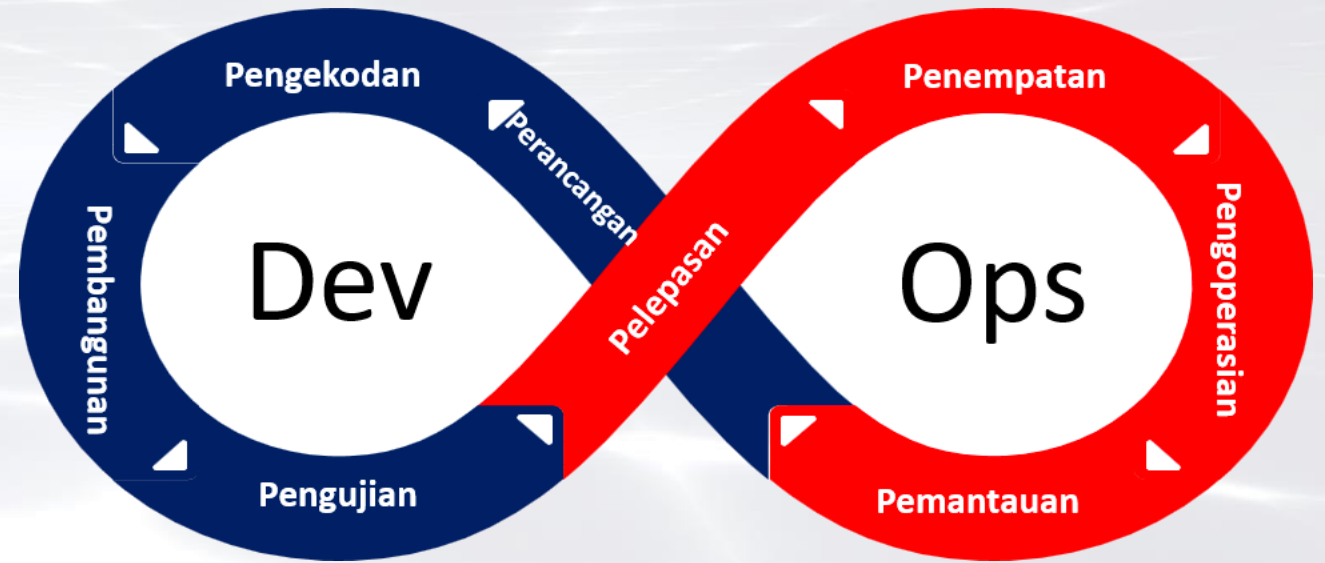 Pengekodan
Perancangan
Penempatan
Pembangunan
Dev
Pelepasan
Ops
Pengoperasian
Pengujian
Pemantauan